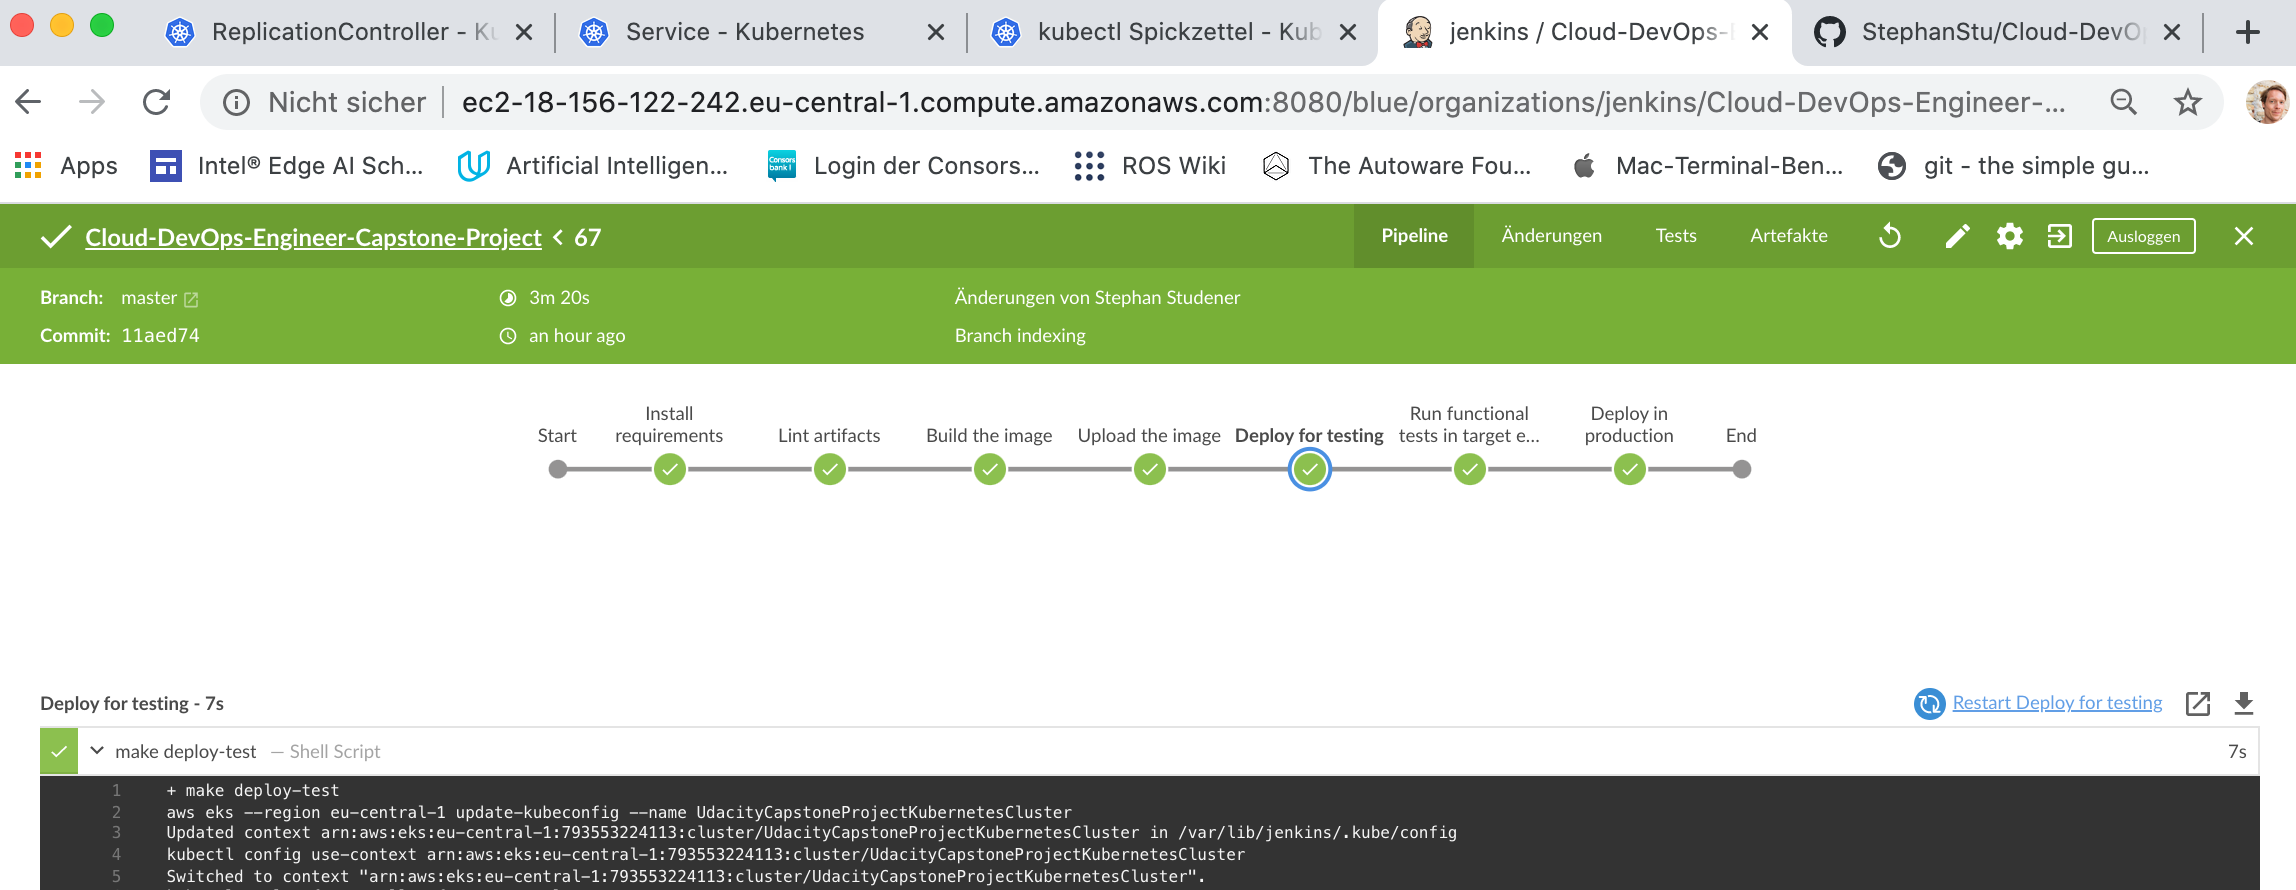 ReplicationController - Ku
Service - Kubernetes
kubectl Spickzettel - Kub
jenkins / Cloud-DevOps-
StephanStu/Cloud-DevO
Nicht sicher
ec2-18-156-122-242.eu-central-1.compute.amazonaws.com:8080/blue/organizations/jenkins/Cloud-DevOps-Engineer-...
Apps
Intel® Edge AI Sch...
Artificial Intelligen...
Consors bank !
Login der Consors...
ROS Wiki
The Autoware Fou...
Mac-Terminal-Ben...
git - the simple gu...
Cloud-DevOps-Engineer-Capstone-Project < 67
Pipeline
Änderungen
Tests
Artefakte
Ausloggen
Branch: master
3m 20s
Änderungen von Stephan Studener
Commit: 11aed74
an hour ago
Branch indexing
Start
Install
requirements
Lint artifacts
Build the image
Upload the image
Deploy for testing
Run functional
tests in target e...
Deploy in
production
End
Deploy for testing - 7s
Restart Deploy for testing
make deploy-test — Shell Script
7s
1 + make deploy-test
2 aws eks --region eu-central-1 update-kubeconfig --name UdacityCapstoneProjectKubernetesCluster
3 Updated context arn:aws:eks:eu-central-1:793553224113:cluster/UdacityCapstoneProjectKubernetesCluster in /var/lib/jenkins/.kube/config
4 kubectl config use-context arn:aws:eks:eu-central-1:793553224113:cluster/UdacityCapstoneProjectKubernetesCluster
5 Switched to context "arn:aws:eks:eu-central-1:793553224113:cluster/UdacityCapstoneProjectKubernetesCluster".